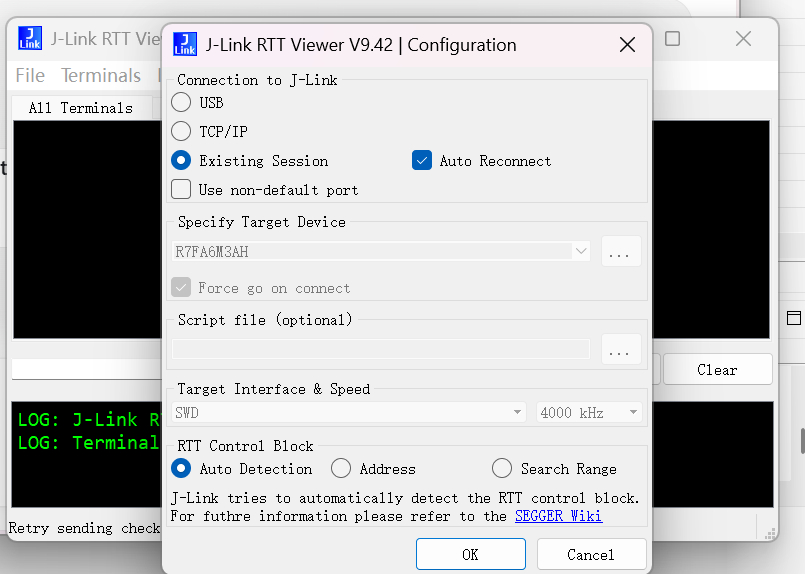 J-Link RTT Vie
File Terminals
All Terminals
J-Link RTT Viewer V9.42 | Configuration
Connection to J-Link
USB
TCP/IP
Existing Session
Auto Reconnect
Use non-default port
Specify Target Device
R7FA6M3AH
...
Force go on connect
Script file (optional)
...
Target Interface & Speed
SWD
4000 kHz
RTT Control Block
Auto Detection
Address
Search Range
J-Link tries to automatically detect the RTT control block.
For futhre information please refer to the SEGGER Wiki
OK
Cancel
Clear
LOG: J-Link R
LOG: Terminal
Retry sending check